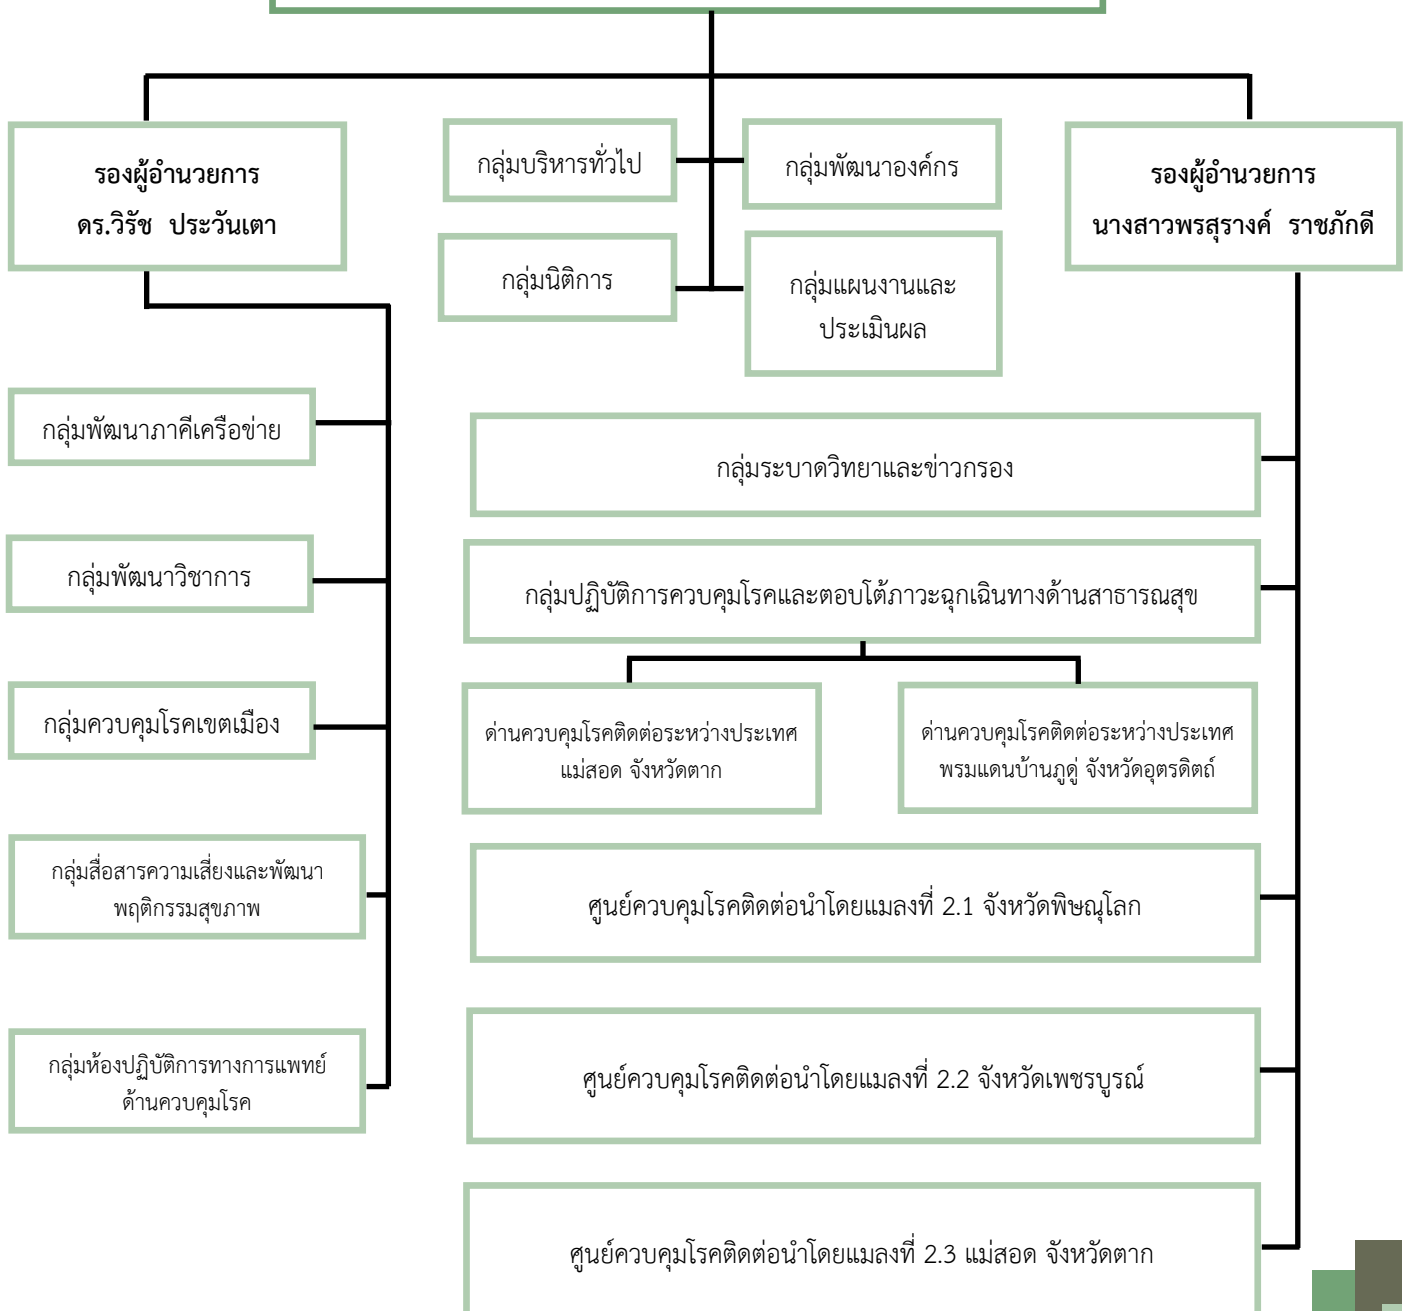 รองผู้อำนวยการ
ดร.วิรัช ประวันเตา
กลุ่มบริหารทั่วไป
กลุ่มพัฒนาองค์กร
รองผู้อำนวยการ
นางสาวพรสุรางค์ ราชภักดี
กลุ่มนิติการ
กลุ่มแผนงานและ
ประเมินผล
กลุ่มพัฒนาภาคีเครือข่าย
กลุ่มพัฒนาวิชาการ
กลุ่มควบคุมโรคเขตเมือง
กลุ่มสื่อสารความเสี่ยงและพัฒนา
พฤติกรรมสุขภาพ
กลุ่มห้องปฏิบัติการทางการแพทย์
ด้านควบคุมโรค
กลุ่มระบาดวิทยาและข่าวกรอง
กลุ่มปฏิบัติการควบคุมโรคและตอบโต้ภาวะฉุกเฉินทางด้านสาธารณสุข
ด่านควบคุมโรคติดต่อระหว่างประเทศ
แม่สอด จังหวัดตาก
ด่านควบคุมโรคติดต่อระหว่างประเทศ
พรมแดนบ้านภูดู่ จังหวัดอุตรดิตถ์
ศูนย์ควบคุมโรคติดต่อนำโดยแมลงที่ 2.1 จังหวัดพิษณุโลก
ศูนย์ควบคุมโรคติดต่อนำโดยแมลงที่ 2.2 จังหวัดเพชรบูรณ์
ศูนย์ควบคุมโรคติดต่อนำโดยแมลงที่ 2.3 แม่สอด จังหวัดตาก